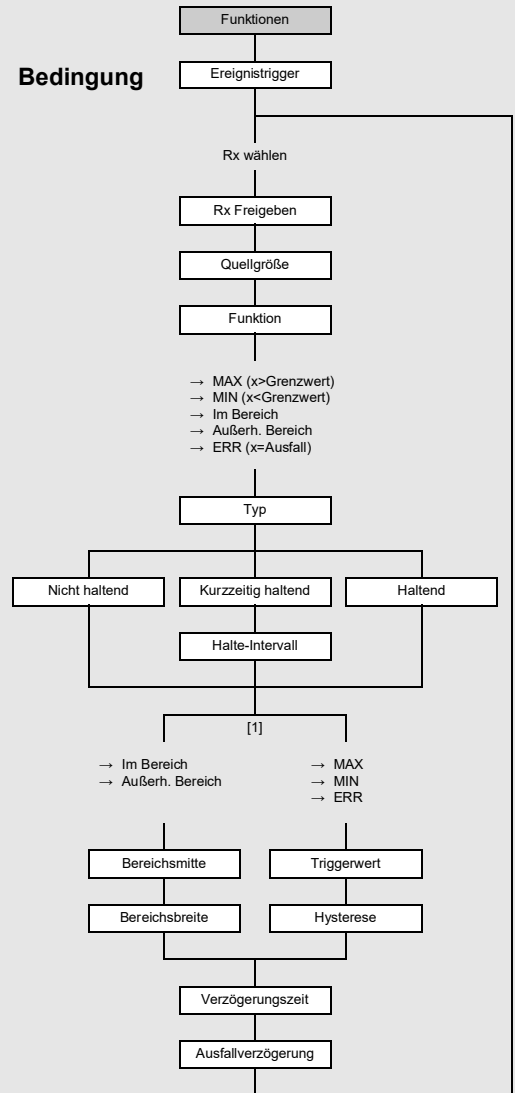 Funktionen
Bedingung
Ereignistrigger
Rx wählen
Rx Freigeben
Quellgröße
Funktion
→ MAX (x>Grenzwert)
→ MIN (x<Grenzwert)
→ Im Bereich
→ Außerh. Bereich
→ ERR (x=Ausfall)
Typ
Nicht haltend
Kurzzeitig haltend
Haltend
Halte-Intervall
[1]
→ Im Bereich
→ Außerh. Bereich
→ MAX
→ MIN
→ ERR
Bereichsmitte
Triggerwert
Bereichsbreite
Hysterese
Verzögerungszeit
Ausfallverzögerung